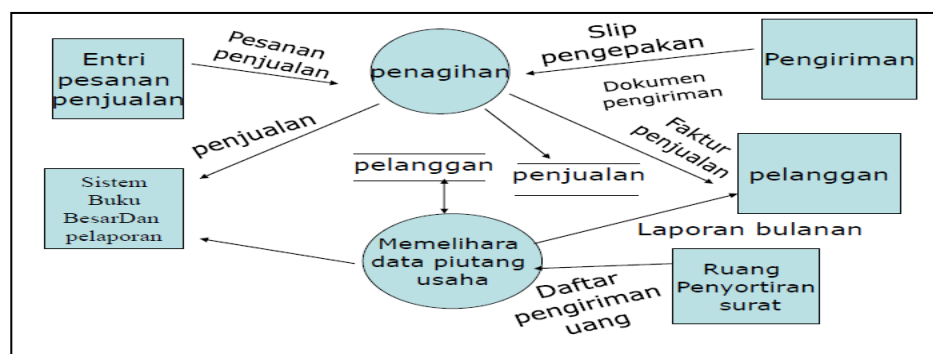 Entri
pesanan
penjualan
Pesanan
penjualan
penagihan
Slip
pengepakan
Dokumen
pengiriman
Pengiriman
penjualan
pelanggan
penjualan
Faktur
penjualan
pelanggan
Sistem
Buku
BesarDan
pelaporan
Memelihara
data piutang
usaha
Laporan bulanan
Daftar
pengiriman
uang
Ruang
Penyortiran
surat